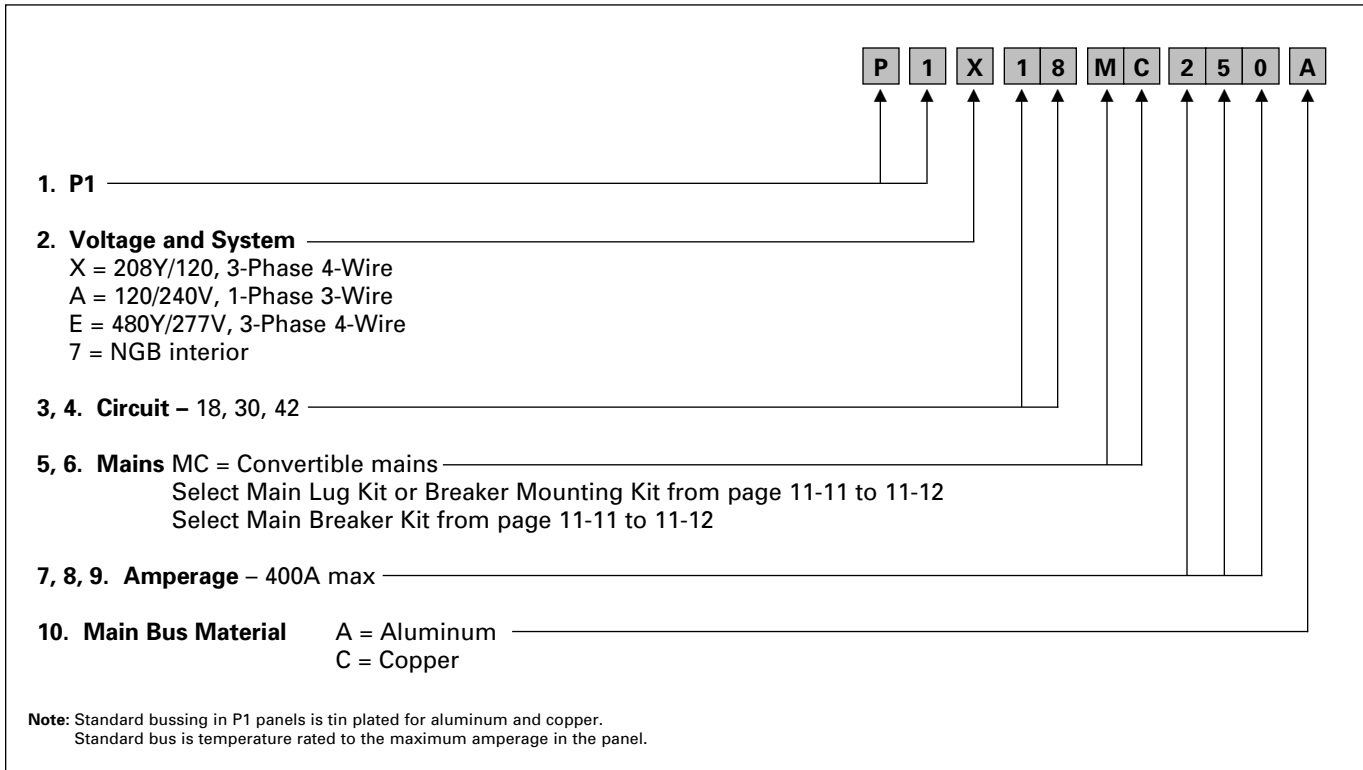 P 1 X 1 8 M C 2 5 0 A
1. P1
2. Voltage and System
X = 208Y/120, 3-Phase 4-Wire
A = 120/240V, 1-Phase 3-Wire
E = 480Y/277V, 3-Phase 4-Wire
7 = NGB interior
3, 4. Circuit – 18, 30, 42
5, 6. Mains MC = Convertible mains
Select Main Lug Kit or Breaker Mounting Kit from page 11-11 to 11-12
Select Main Breaker Kit from page 11-11 to 11-12
7, 8, 9. Amperage – 400A max
10. Main Bus Material A = Aluminum
C = Copper
Note: Standard bussing in P1 panels is tin plated for aluminum and copper.
Standard bus is temperature rated to the maximum amperage in the panel.